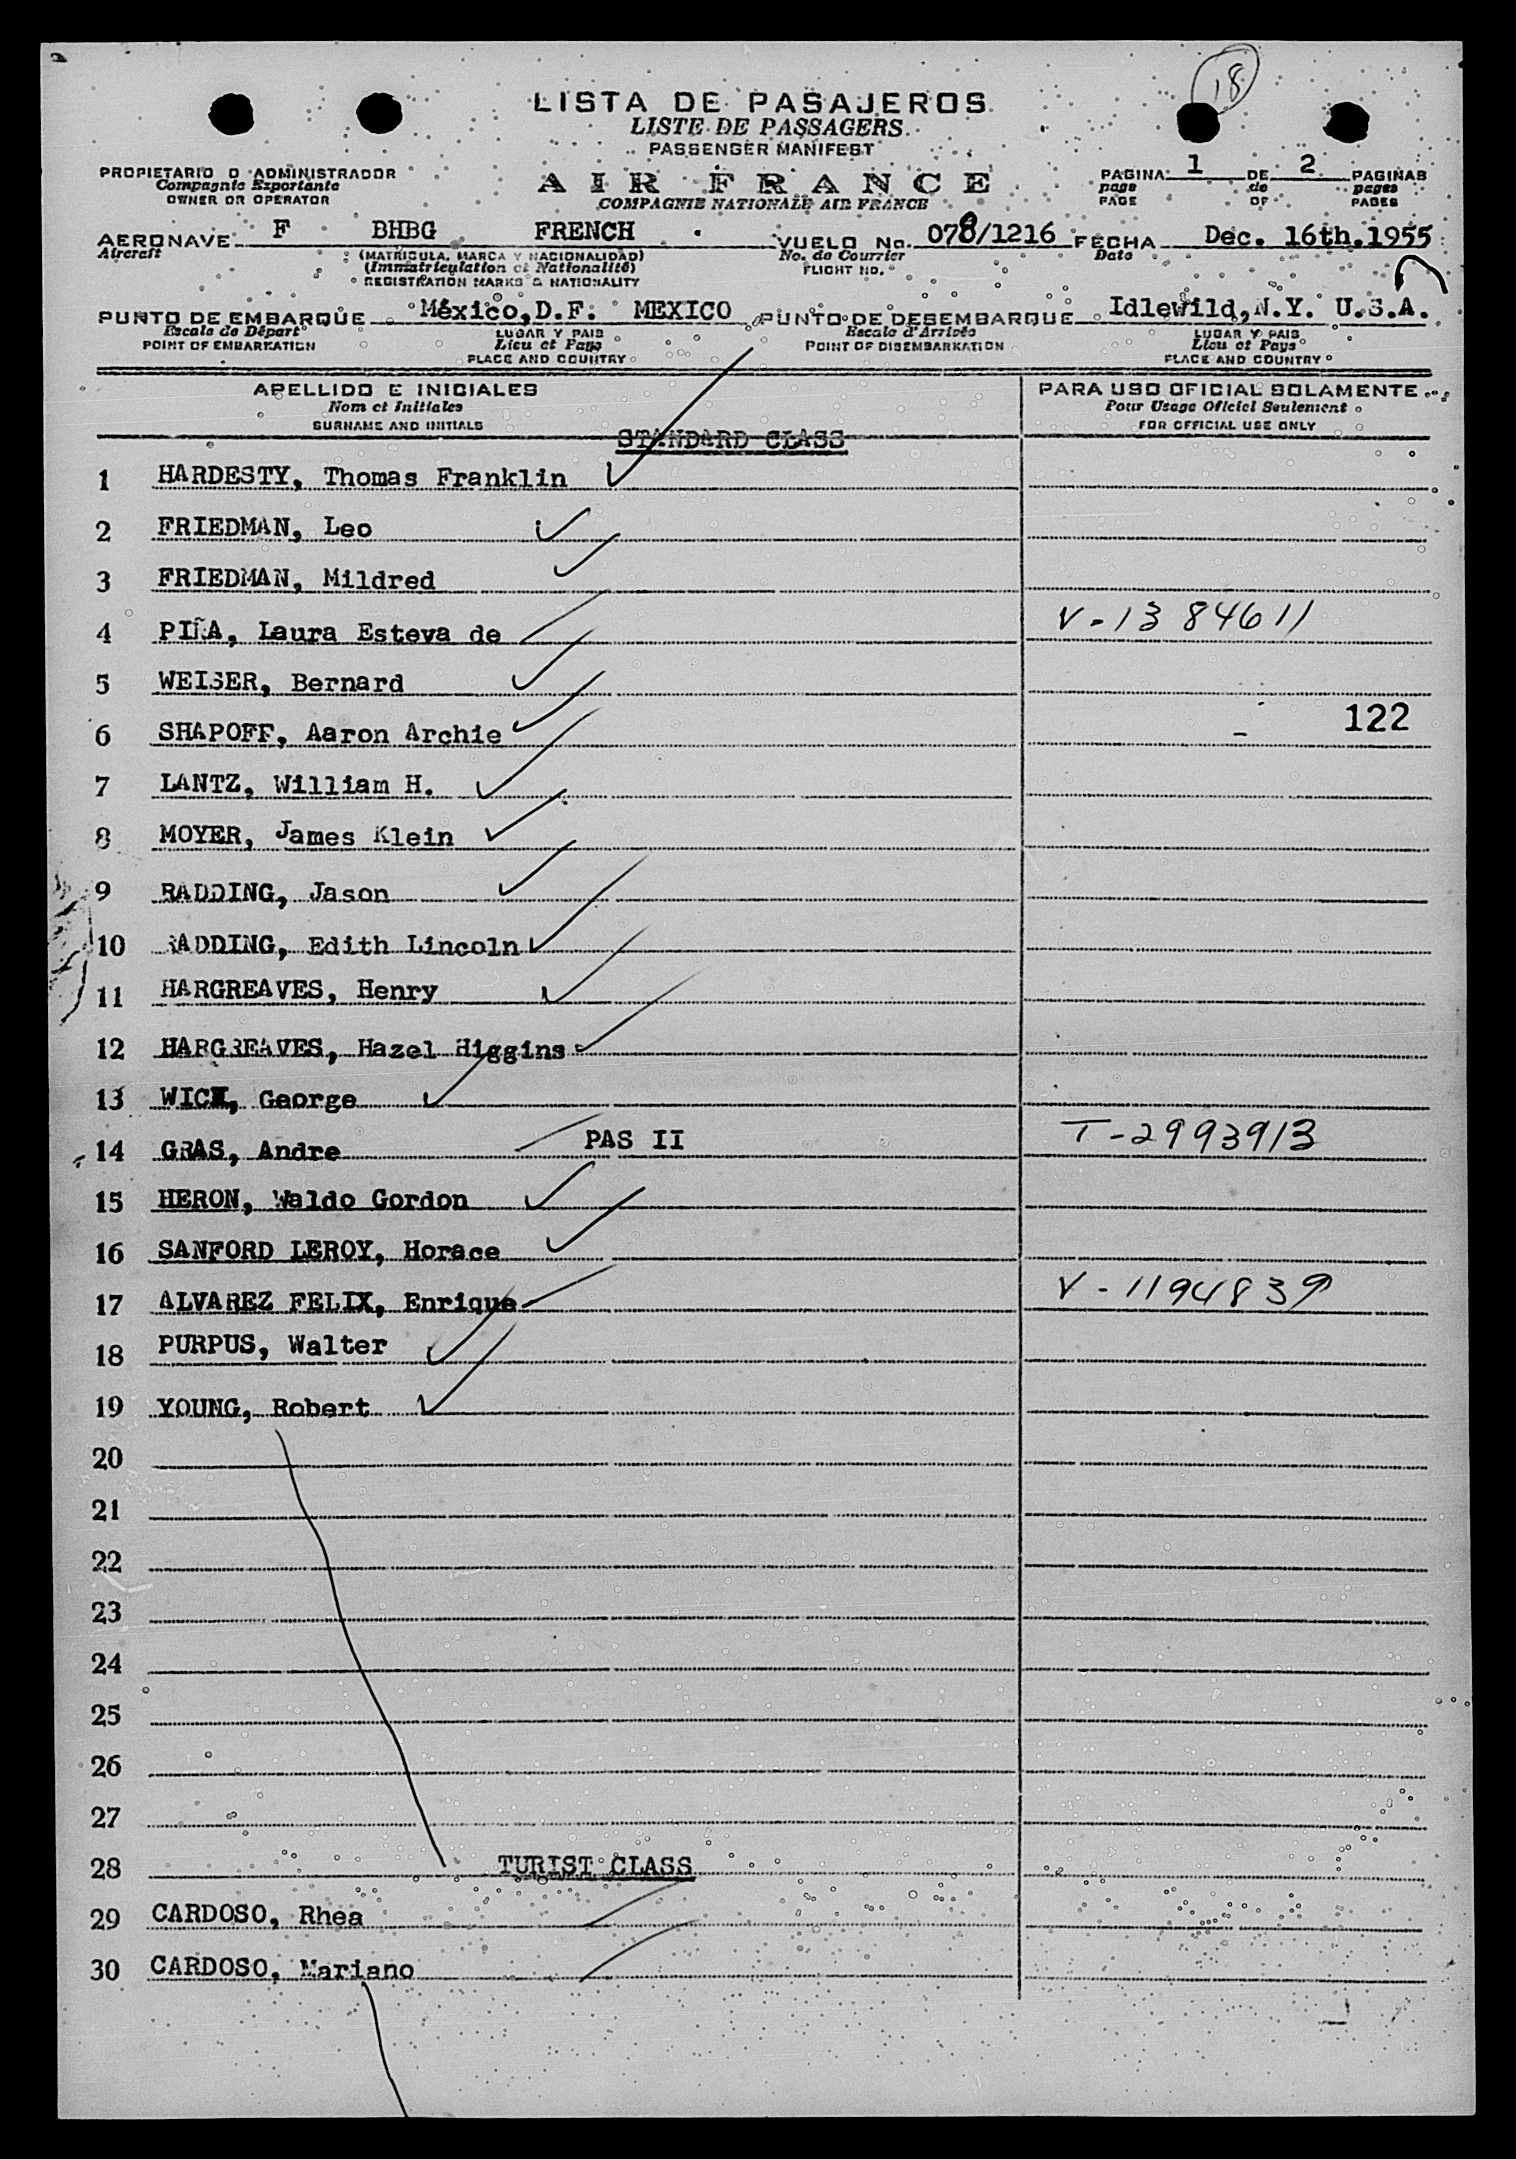 18
LISTA DE PASAJEROS
LISTE DE PASSAGERS
PASSENGER MANIFEST
PROPIETARIO O ADMINISTRADOR
Compagnie Exportante
OWNER OR OPERATOR
AIR FRANCE
COMPAGNIE NATIONALE AIR FRANCE
PAGINA 1 DE 2 PAGINAS
page de pages
PAGE OF PAGES
AERONAVE F BHBG FRENCH VUELO No. 078/1216 FECHA Dec. 16th.1955
Aircraft (MATRICULA, MARCA Y NACIONALIDAD) No. de Courrier Date
(Immatriculation et Nationalité) FLIGHT NO.
REGISTRATION MARKS & NATIONALITY
PUNTO DE EMBARQUE México,D.F. MEXICO PUNTO DE DESEMBARQUE Idlewild,N.Y. U.S.A.
Escale de Départ LUGAR Y PAIS Escale d'Arrivée LUGAR Y PAIS
POINT OF EMBARKATION Lieu et Pays POINT OF DISEMBARKATION Lieu et Pays
PLACE AND COUNTRY PLACE AND COUNTRY
APELLIDO E INICIALES PARA USO OFICIAL SOLAMENTE
Nom et Initiales Pour Usage Officiel Seulement
SURNAME AND INITIALS FOR OFFICIAL USE ONLY
STANDARD CLASS
1 HARDESTY, Thomas Franklin
2 FRIEDMAN, Leo
3 FRIEDMAN, Mildred
4 PIÑA, Laura Esteva de V-1384611
5 WEISER, Bernard
6 SHAPOFF, Aaron Archie 122
7 LANTZ, William H.
8 MOYER, James Klein
9 RADDING, Jason
10 RADDING, Edith Lincoln
11 HARGREAVES, Henry
12 HARGREAVES, Hazel Higgins
13 George
14 GRAS, Andre PAS II T-2993913
15 HERON, Waldo Gordon
16 SANFORD LEROY, Horace
17 ALVAREZ FELIX, Enrique V-1194839
18 PURPUS, Walter
19 YOUNG, Robert
20
21
22
23
24
25
26
27
28 TURIST CLASS
29 CARDOSO, Rhea
30 CARDOSO, Mariano